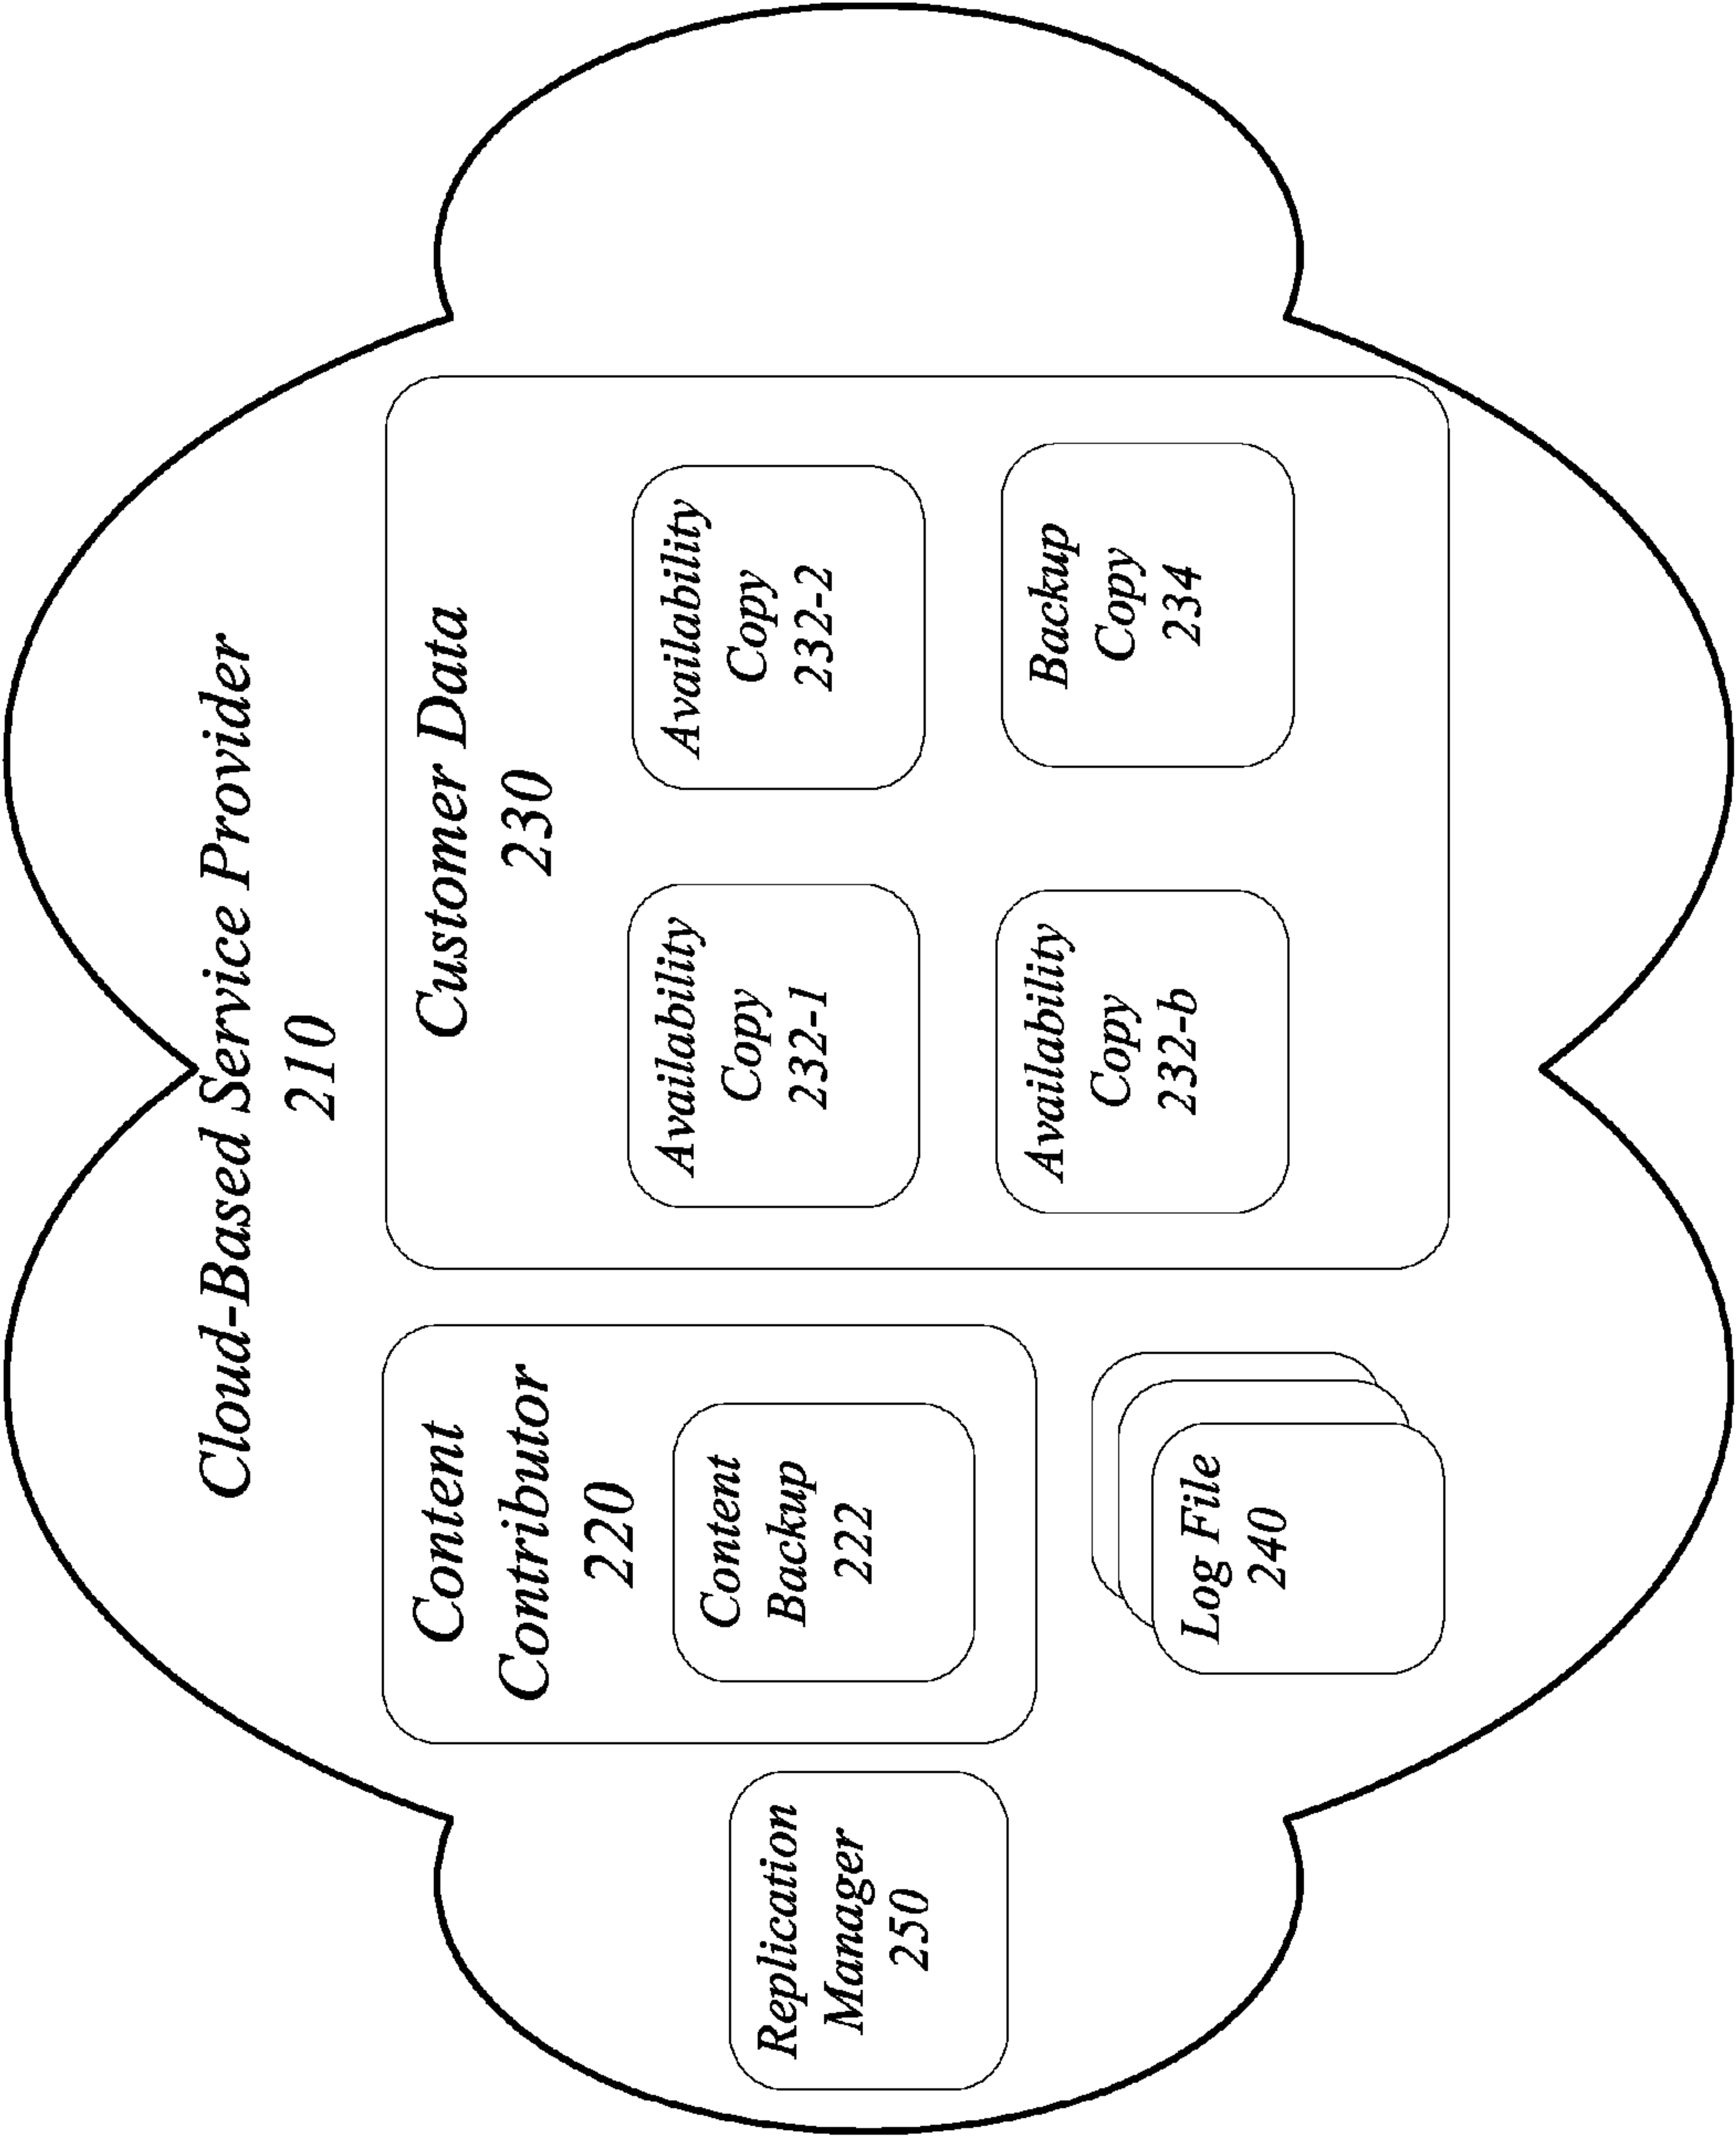 Cloud-Based Service Provider
210
Replication
Manager
250
Content
Contributor
220
Content
Backup
222
Log File
240
Customer Data
230
Availability
Copy
232-1
Availability
Copy
232-2
Availability
Copy
232-b
Backup
Copy
234